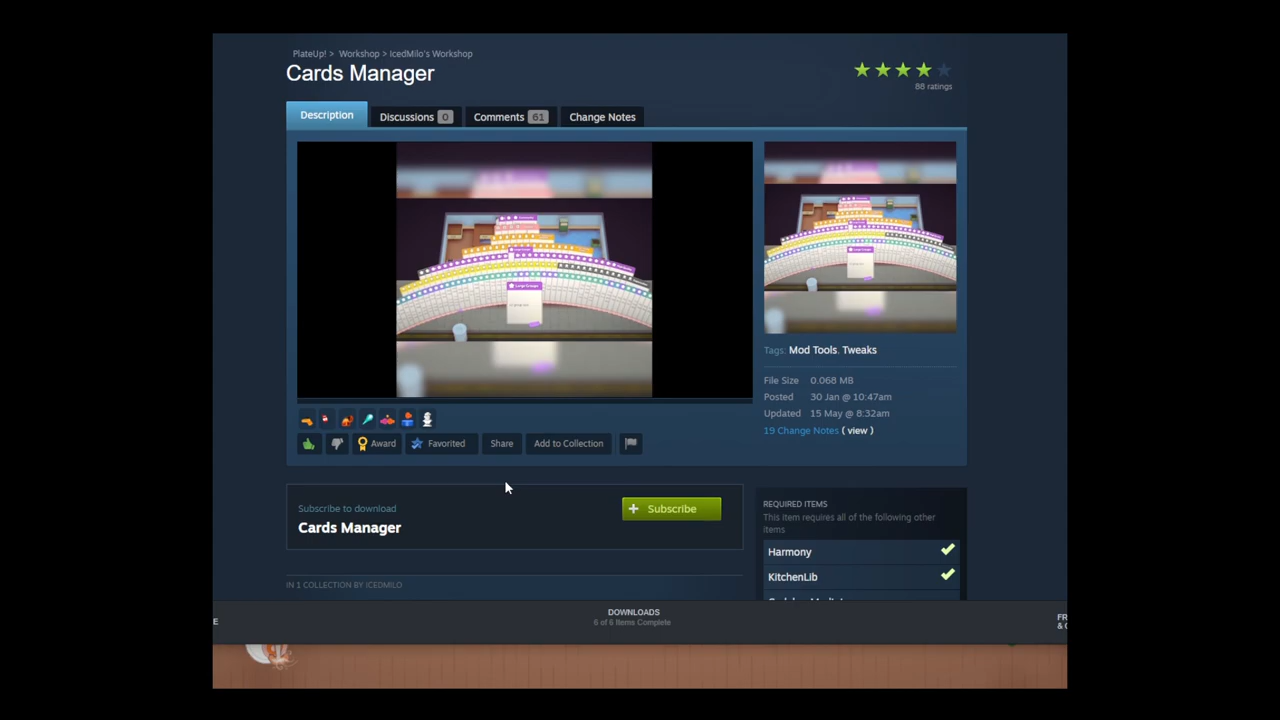 PlateUp! > Workshop > IcedMilo's Workshop
Cards Manager
88 ratings
Description
Discussions 0
Comments 61
Change Notes
Large Groups
Tags: Mod Tools, Tweaks
File Size 0.068 MB
Posted 30 Jan @ 10:47am
Updated 15 May @ 8:32am
19 Change Notes ( view )
Award
Favorited
Share
Add to Collection
Subscribe to download
Cards Manager
+ Subscribe
REQUIRED ITEMS
This item requires all of the following other
items
Harmony
KitchenLib
IN 1 COLLECTION BY ICEDMILO
DOWNLOADS
6 of 6 Items Complete
E
FR
& C